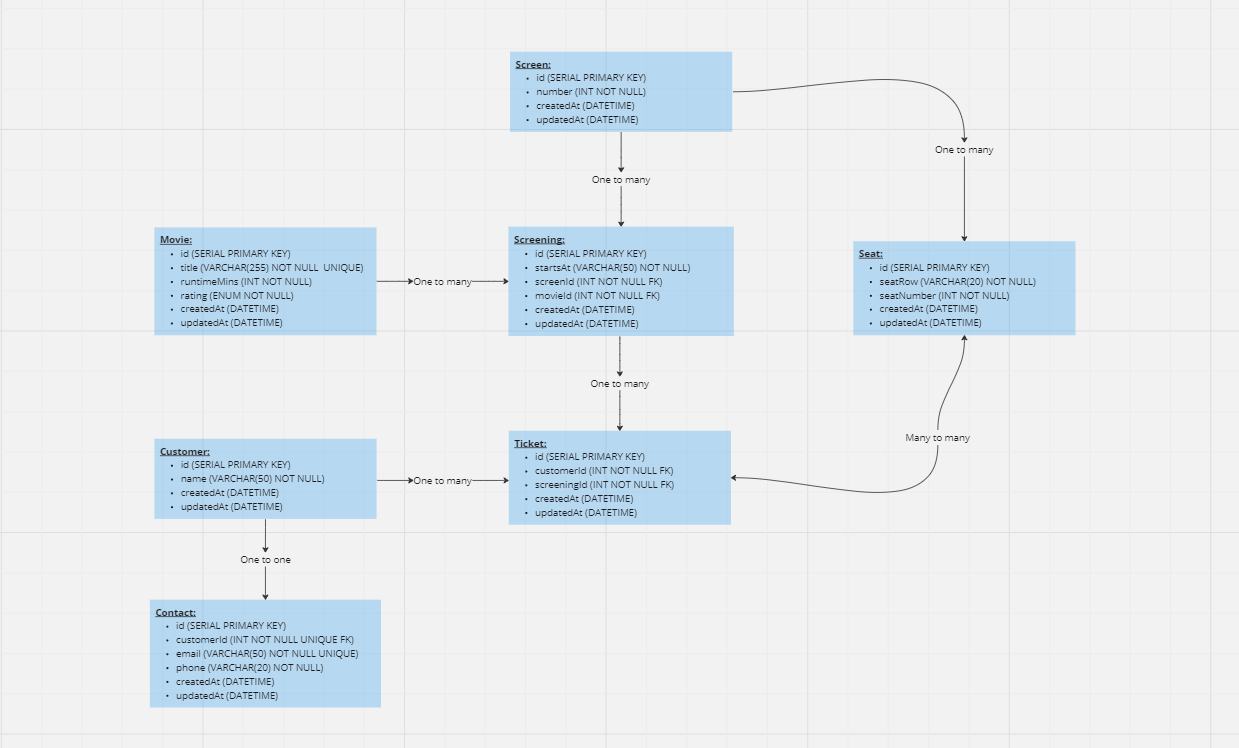 Screen:
• id (SERIAL PRIMARY KEY)
• number (INT NOT NULL)
• createdAt (DATETIME)
• updatedAt (DATETIME)
One to many
One to many
Movie:
• id (SERIAL PRIMARY KEY)
• title (VARCHAR(255) NOT NULL  UNIQUE)
• runtimeMins (INT NOT NULL)
• rating (ENUM NOT NULL)
• createdAt (DATETIME)
• updatedAt (DATETIME)
One to many
Screening:
• id (SERIAL PRIMARY KEY)
• startsAt (VARCHAR(50) NOT NULL)
• screenId (INT NOT NULL FK)
• movieId (INT NOT NULL FK)
• createdAt (DATETIME)
• updatedAt (DATETIME)
Seat:
• id (SERIAL PRIMARY KEY)
• seatRow (VARCHAR(20) NOT NULL)
• seatNumber (INT NOT NULL)
• createdAt (DATETIME)
• updatedAt (DATETIME)
One to many
Many to many
Customer:
• id (SERIAL PRIMARY KEY)
• name (VARCHAR(50) NOT NULL)
• createdAt (DATETIME)
• updatedAt (DATETIME)
One to many
Ticket:
• id (SERIAL PRIMARY KEY)
• customerId (INT NOT NULL FK)
• screeningId (INT NOT NULL FK)
• createdAt (DATETIME)
• updatedAt (DATETIME)
One to one
Contact:
• id (SERIAL PRIMARY KEY)
• customerId (INT NOT NULL UNIQUE FK)
• email (VARCHAR(50) NOT NULL UNIQUE)
• phone (VARCHAR(20) NOT NULL)
• createdAt (DATETIME)
• updatedAt (DATETIME)